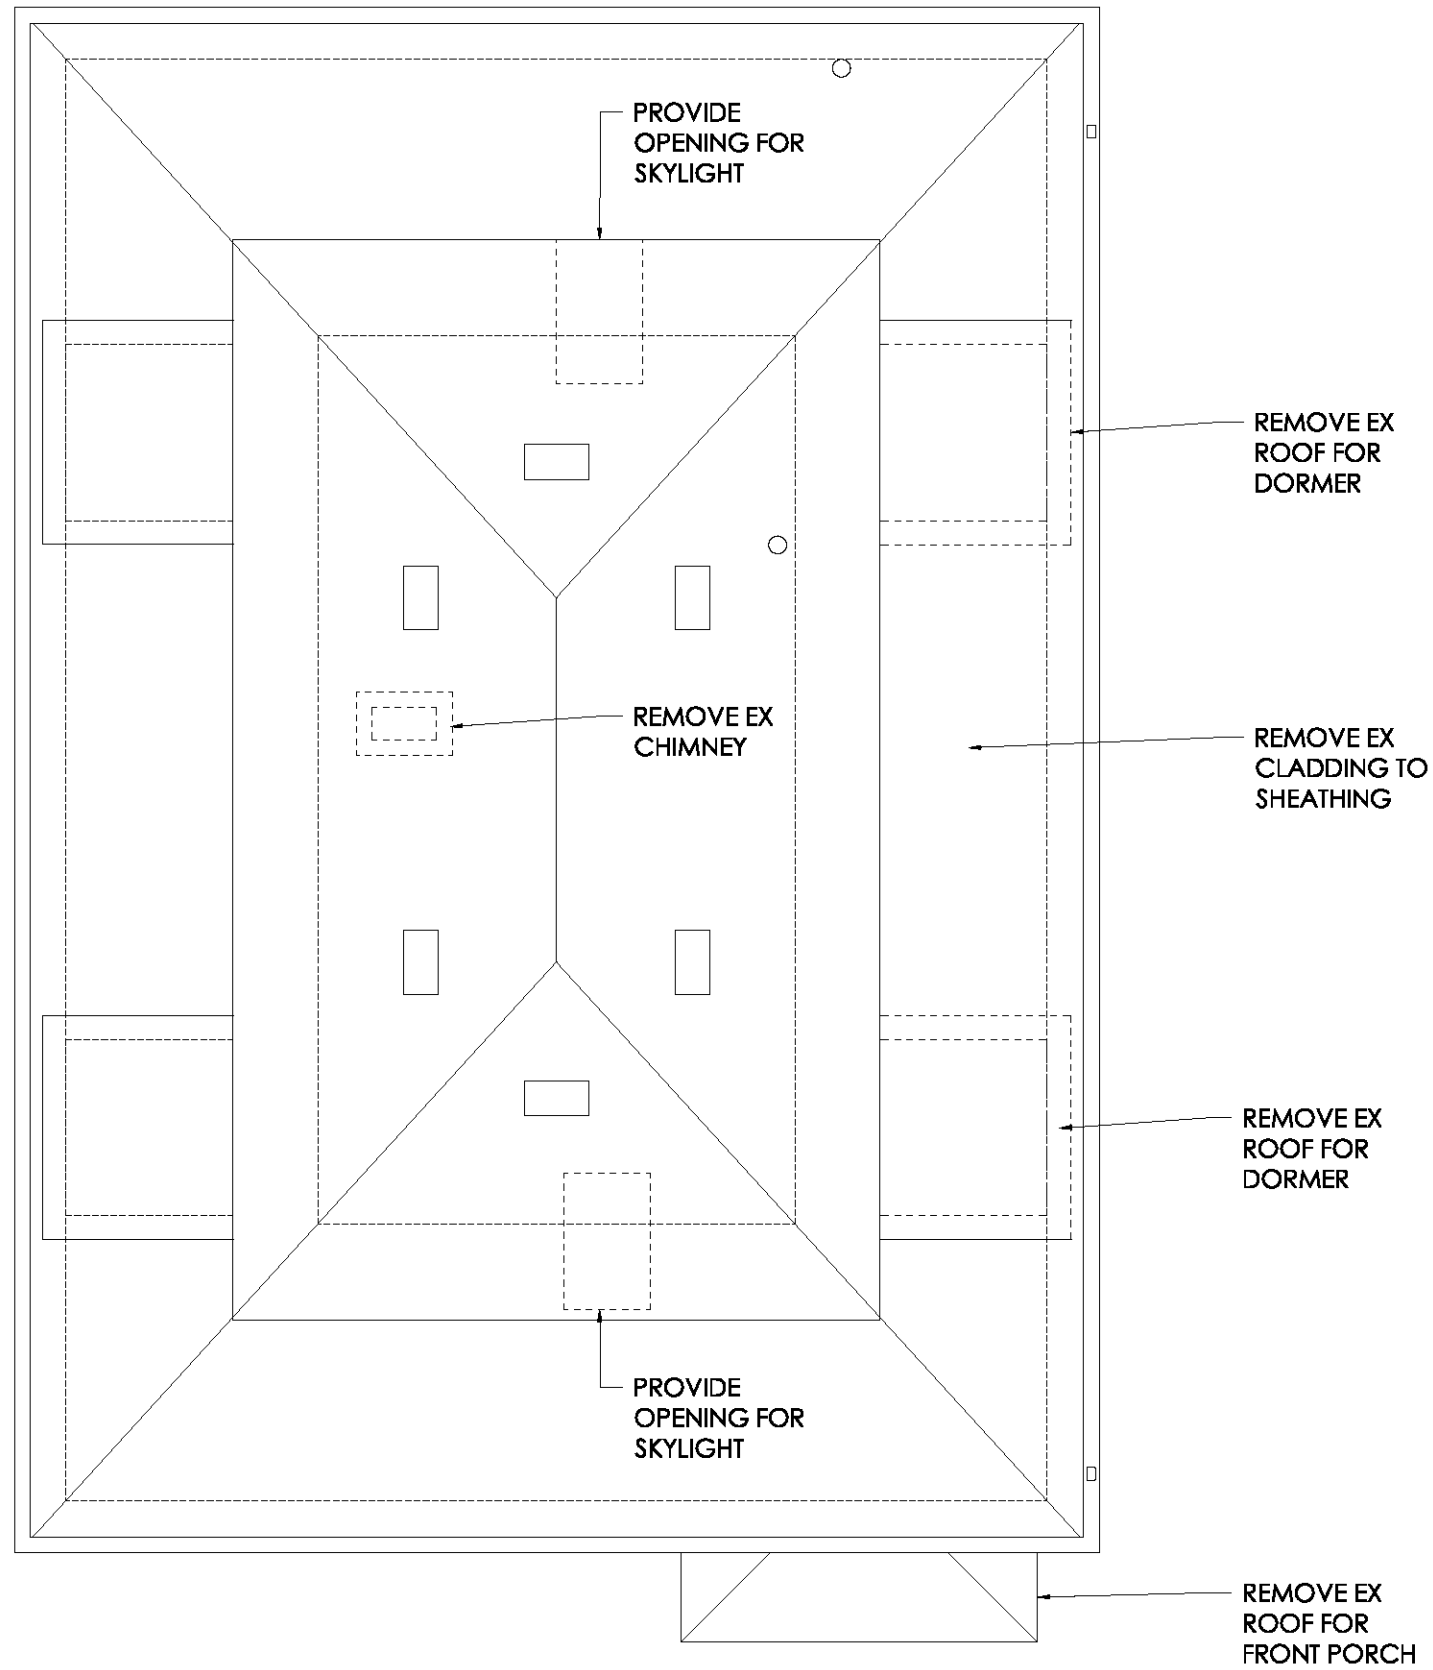 PROVIDE
OPENING FOR
SKYLIGHT
REMOVE EX
ROOF FOR
DORMER
REMOVE EX
CHIMNEY
REMOVE EX
CLADDING TO
SHEATHING
REMOVE EX
ROOF FOR
DORMER
PROVIDE
OPENING FOR
SKYLIGHT
REMOVE EX
ROOF FOR
FRONT PORCH